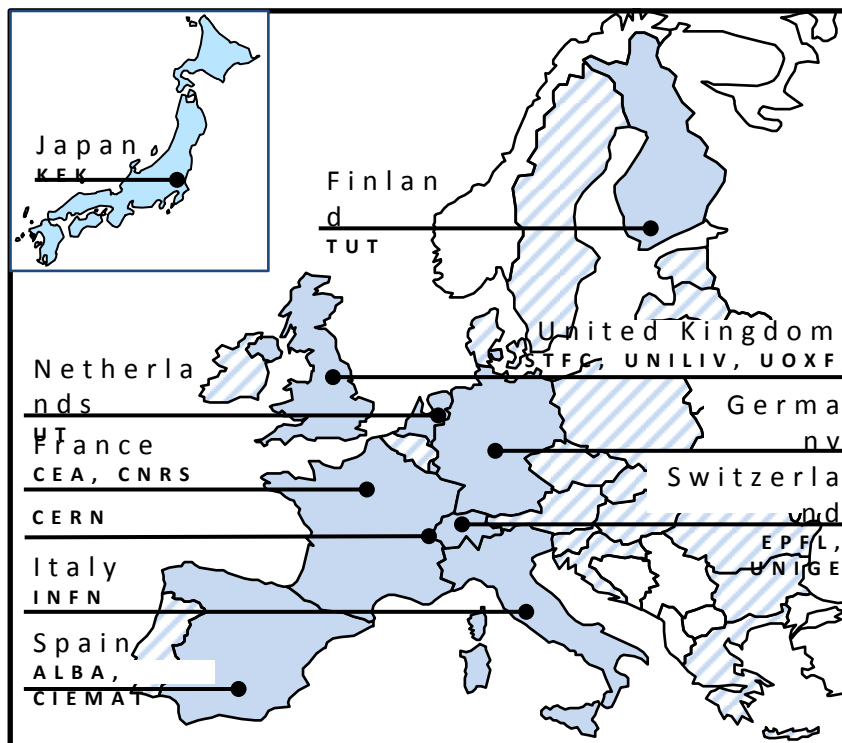 Japan
KEK
Finlan
d
TUT
United Kingdom
STFC, UNILIV, UOXF
Netherla
nds
UT
Germa
ny
France
CEA, CNRS
Switzerla
nd
EPFL,
UNIGE
CERN
Italy
INFN
Spain
ALBA,
CIEMAT